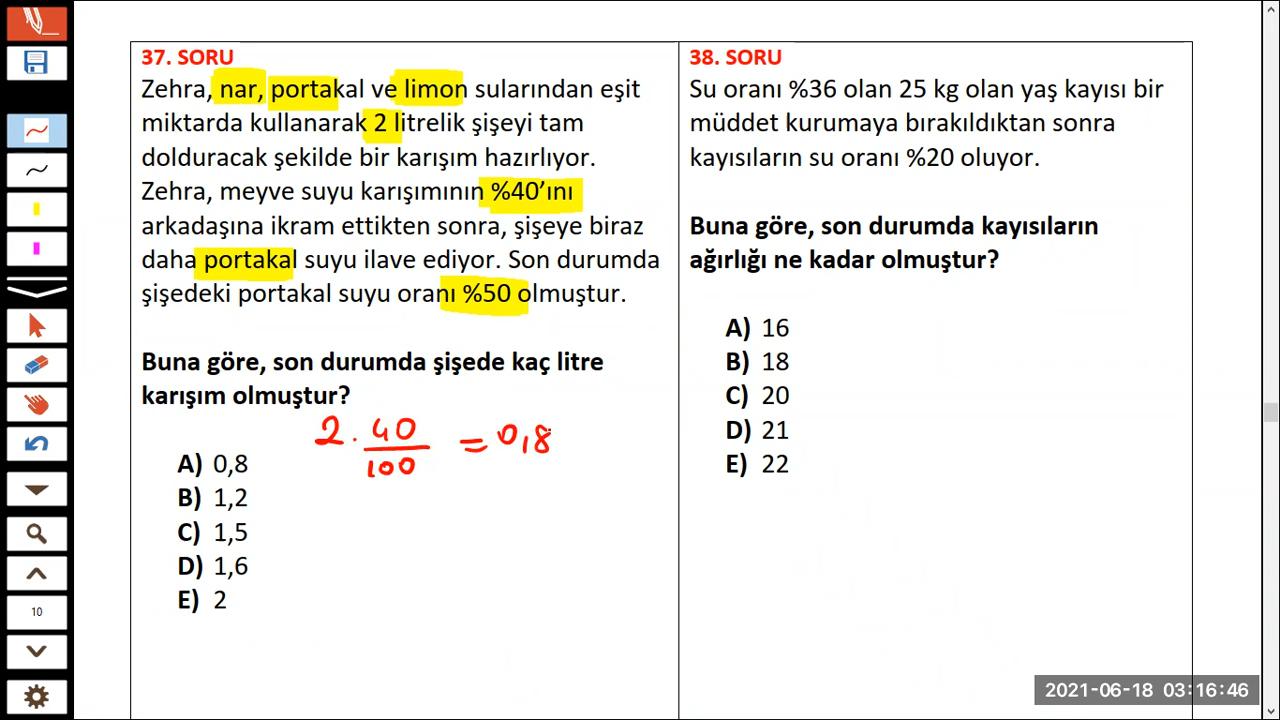 37. SORU
Zehra, nar, portakal ve limon sularından eşit
miktarda kullanarak 2 litrelik şişeyi tam
dolduracak şekilde bir karışım hazırlıyor.
Zehra, meyve suyu karışımının %40’ını
arkadaşına ikram ettikten sonra, şişeye biraz
daha portakal suyu ilave ediyor. Son durumda
şişedeki portakal suyu oranı %50 olmuştur.
Buna göre, son durumda şişede kaç litre
karışım olmuştur?
2 . 40/100 = 0,8
A) 0,8
B) 1,2
C) 1,5
D) 1,6
E) 2
38. SORU
Su oranı %36 olan 25 kg olan yaş kayısı bir
müddet kurumaya bırakıldıktan sonra
kayısıların su oranı %20 oluyor.
Buna göre, son durumda kayısıların
ağırlığı ne kadar olmuştur?
A) 16
B) 18
C) 20
D) 21
E) 22
10
2021-06-18 03:16:46